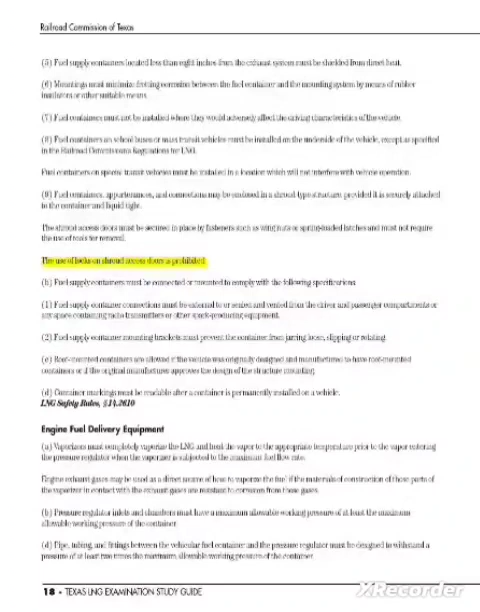 Railroad Commission of Texas
(5) Fuel supply containers located less than eight inches from the exhaust system must be shielded from direct heat.
(6) Mountings must minimize fretting corrosion between the fuel container and the mounting system by means of rubber
insulators or other suitable means.
(7) Fuel containers must not be installed where they would adversely affect the driving characteristics of the vehicle.
(8) Fuel containers on school buses or mass transit vehicles must be installed on the underside of the vehicle, except as specified
in the Railroad Commission's Regulations for LNG.
Fuel containers on special transit vehicles must be installed in a location which will not interfere with vehicle operation.
(9) Fuel containers, appurtenances, and connections may be enclosed in a shroud-type structure, provided it is securely attached
to the container and liquid tight.
The shroud access doors must be secured in place by fasteners such as wing nuts or spring-loaded latches and must not require
the use of tools for removal.
The use of locks on shroud access doors is prohibited.
(b) Fuel supply containers must be connected or mounted to comply with the following specifications:
(1) Fuel supply container connections must be external to or sealed and vented from the driver and passenger compartments or
any space containing radio transmitters or other spark-producing equipment.
(2) Fuel supply container mounting brackets must prevent the container from jarring loose, slipping or rotating.
(c) Roof-mounted containers are allowed if the vehicle was originally designed and manufactured to have roof-mounted
containers or if the original manufacturer approves the design of the structure mounting.
(d) Container markings must be readable after a container is permanently installed on a vehicle.
LNG Safety Rules, §14.2610
Engine Fuel Delivery Equipment
(a) Vaporizers must completely vaporize the LNG and heat the vapor to the appropriate temperature prior to the vapor entering
the pressure regulator when the vaporizer is subjected to the maximum fuel flow rate.
Engine exhaust gases may be used as a direct source of heat to vaporize the fuel if the materials of construction of those parts of
the vaporizer in contact with the exhaust gases are resistant to corrosion from these gases.
(b) Pressure regulator inlets and chambers must have a maximum allowable working pressure of at least the maximum
allowable working pressure of the container.
(d) Pipe, tubing, and fittings between the vehicular fuel container and the pressure regulator must be designed to withstand a
pressure of at least two times the maximum allowable working pressure of the container.
18 • TEXAS LNG EXAMINATION STUDY GUIDE
XRecorder